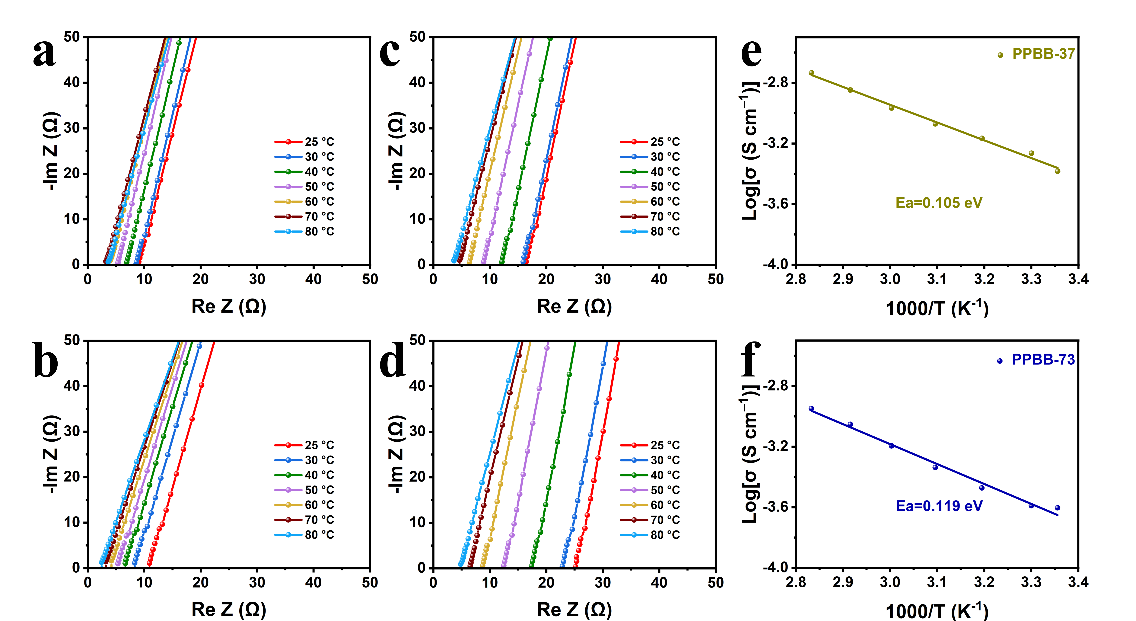 a
50
40
30
20
10
0
-Im Z (Ω)
25 °C
30 °C
40 °C
50 °C
60 °C
70 °C
80 °C
0 10 20 30 40 50
Re Z (Ω)
c
50
40
30
20
10
0
-Im Z (Ω)
25 °C
30 °C
40 °C
50 °C
60 °C
70 °C
80 °C
0 10 20 30 40 50
Re Z (Ω)
e
-2.8
-3.2
-3.6
-4.0
Log[σ (S cm⁻¹)]
PPBB-37
Ea=0.105 eV
2.8 2.9 3.0 3.1 3.2 3.3 3.4
1000/T (K⁻¹)
b
50
40
30
20
10
0
-Im Z (Ω)
25 °C
30 °C
40 °C
50 °C
60 °C
70 °C
80 °C
0 10 20 30 40 50
Re Z (Ω)
d
50
40
30
20
10
0
-Im Z (Ω)
25 °C
30 °C
40 °C
50 °C
60 °C
70 °C
80 °C
0 10 20 30 40 50
Re Z (Ω)
f
-2.8
-3.2
-3.6
-4.0
Log[σ (S cm⁻¹)]
PPBB-73
Ea=0.119 eV
2.8 2.9 3.0 3.1 3.2 3.3 3.4
1000/T (K⁻¹)